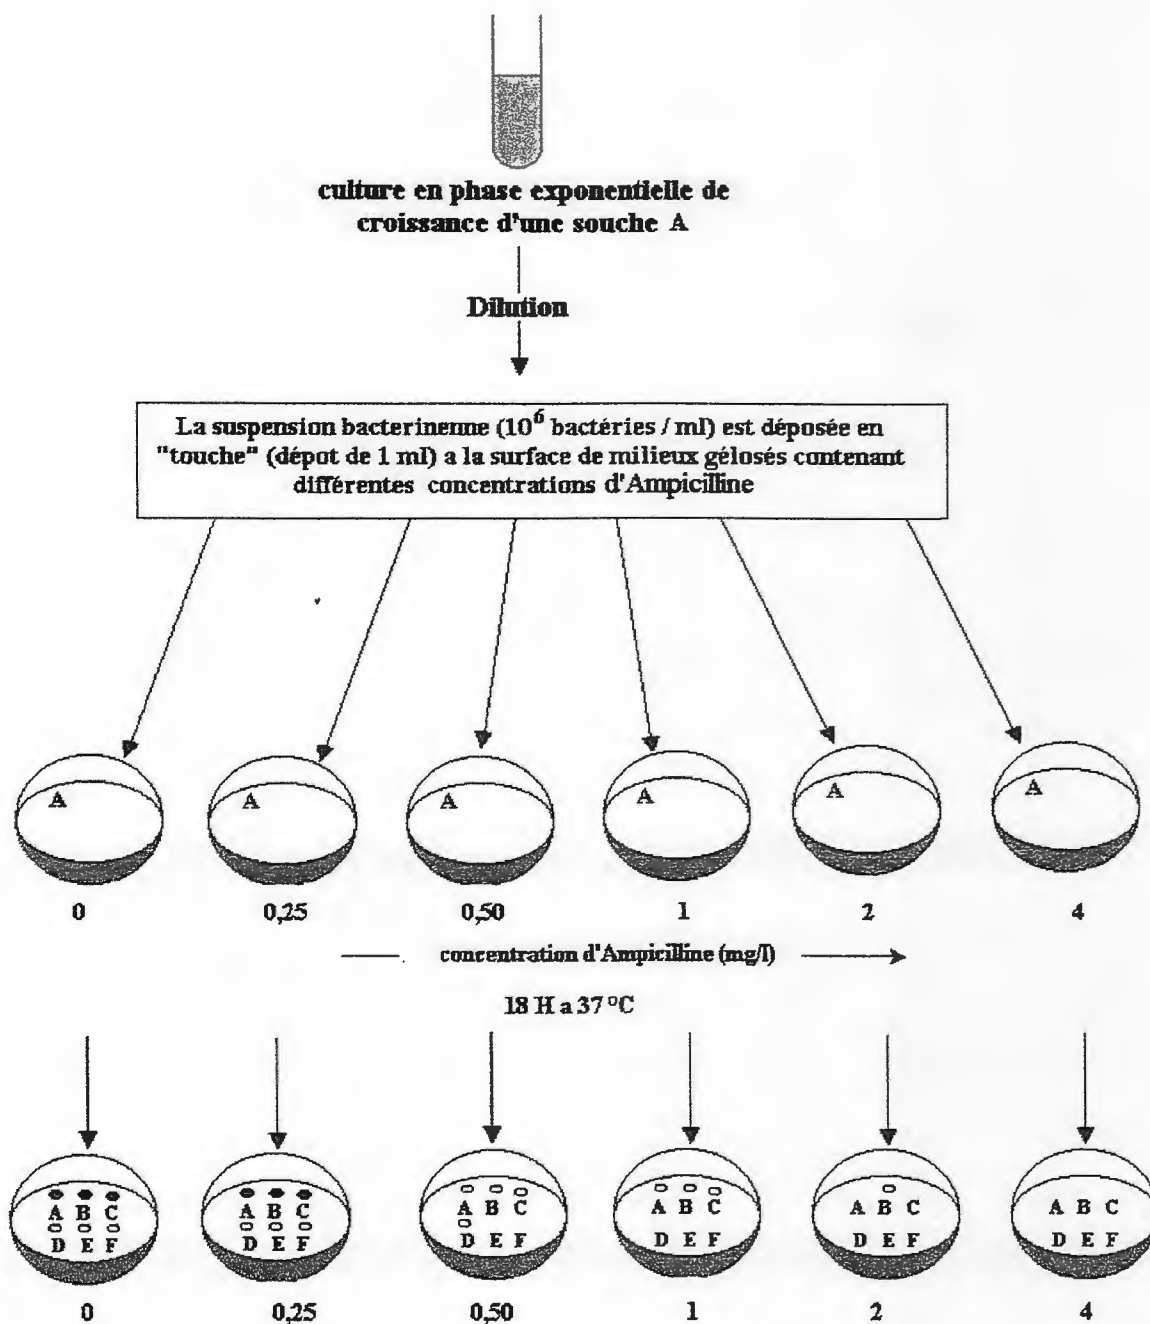 culture en phase exponentielle de
croissance d'une souche A
Dilution
La suspension bacterinenne (10⁶ bactéries / ml) est déposée en
"touche" (dépot de 1 ml) a la surface de milieux gélosés contenant
différentes concentrations d'Ampicilline
A A A A A A
0 0,25 0,50 1 2 4
concentration d'Ampicilline (mg/l)
18 H a 37 °C
A B C A B C A B C A B C A B C A B C
D E F D E F D E F D E F D E F D E F
0 0,25 0,50 1 2 4